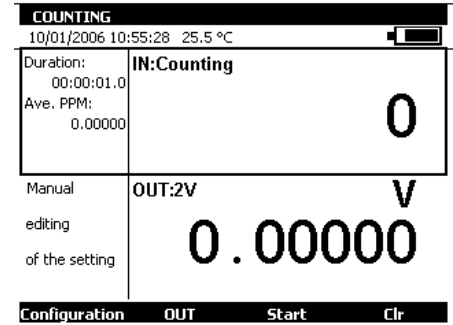 COUNTING
10/01/2006 10:55:28 25.5 °C
Duration:
00:00:01.0
Ave. PPM:
0.00000
IN:Counting
0
Manual
editing
of the setting
OUT:2V
V
0.00000
Configuration OUT Start Clr